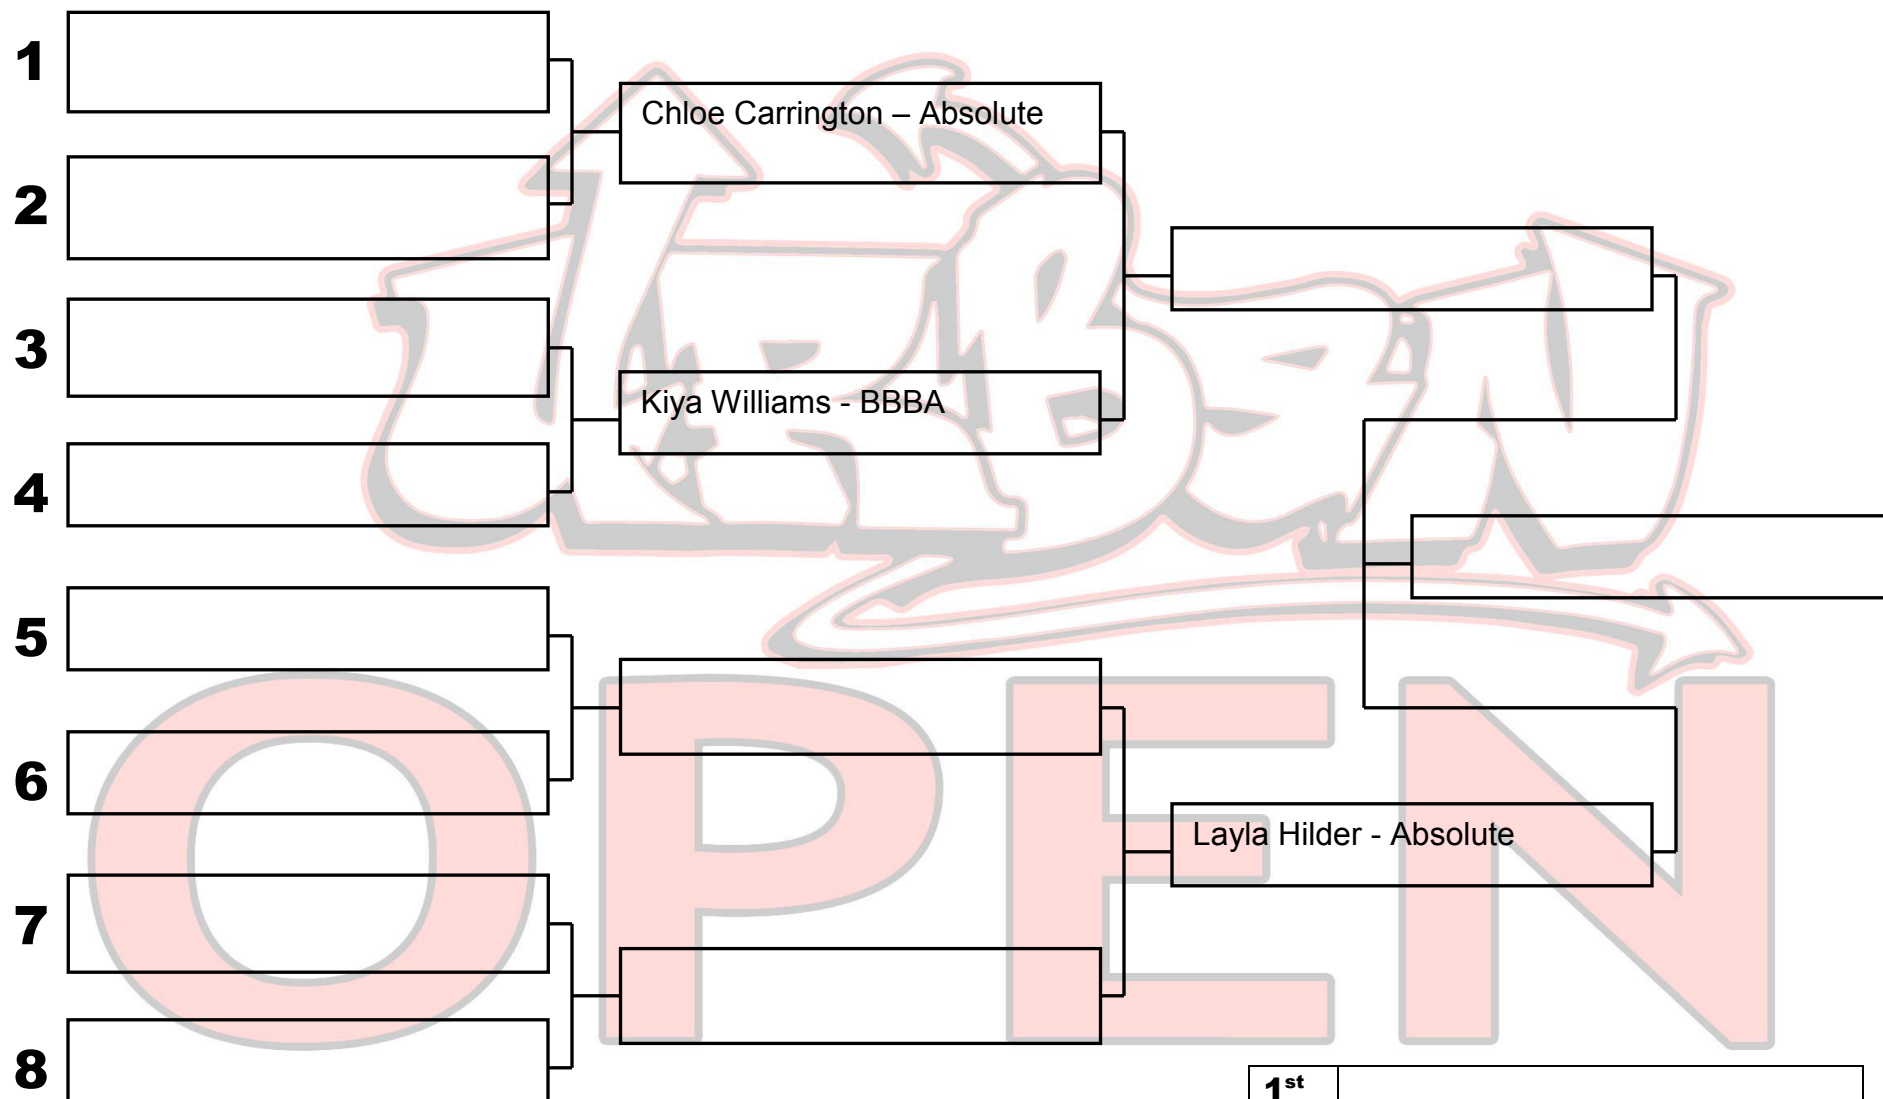 1
Chloe Carrington – Absolute
2
3
Kiya Williams - BBBA
4
5
6
Layla Hilder - Absolute
7
8
1st
URBAN
OPEN